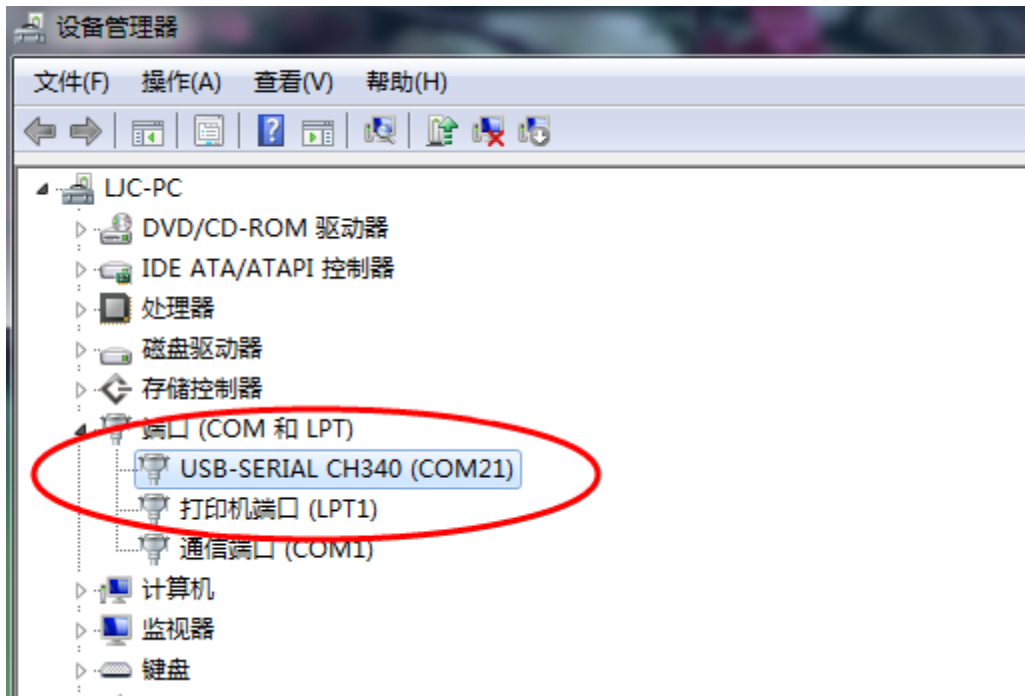 设备管理器
文件(F) 操作(A) 查看(V) 帮助(H)
LJC-PC
DVD/CD-ROM 驱动器
IDE ATA/ATAPI 控制器
处理器
磁盘驱动器
存储控制器
端口 (COM 和 LPT)
USB-SERIAL CH340 (COM21)
打印机端口 (LPT1)
通信端口 (COM1)
计算机
监视器
键盘